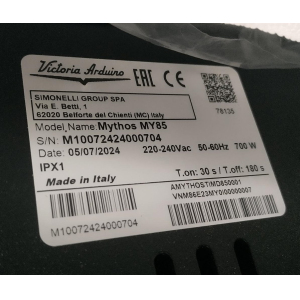 Victoria Arduino
EAC CE
SIMONELLI GROUP SPA
Via E. Betti, 1
62020 Belforte del Chienti (MC) Italy
78135
Model Name: Mythos MY85
S/N: M10072424000704
05/07/2024 220-240Vac 50-60Hz 700 W
IPX1
T.on: 30 s / T.off: 180 s
Made in Italy
AMYTHOSTIMD850001
VNM86E23MY0I00000007
M10072424000704